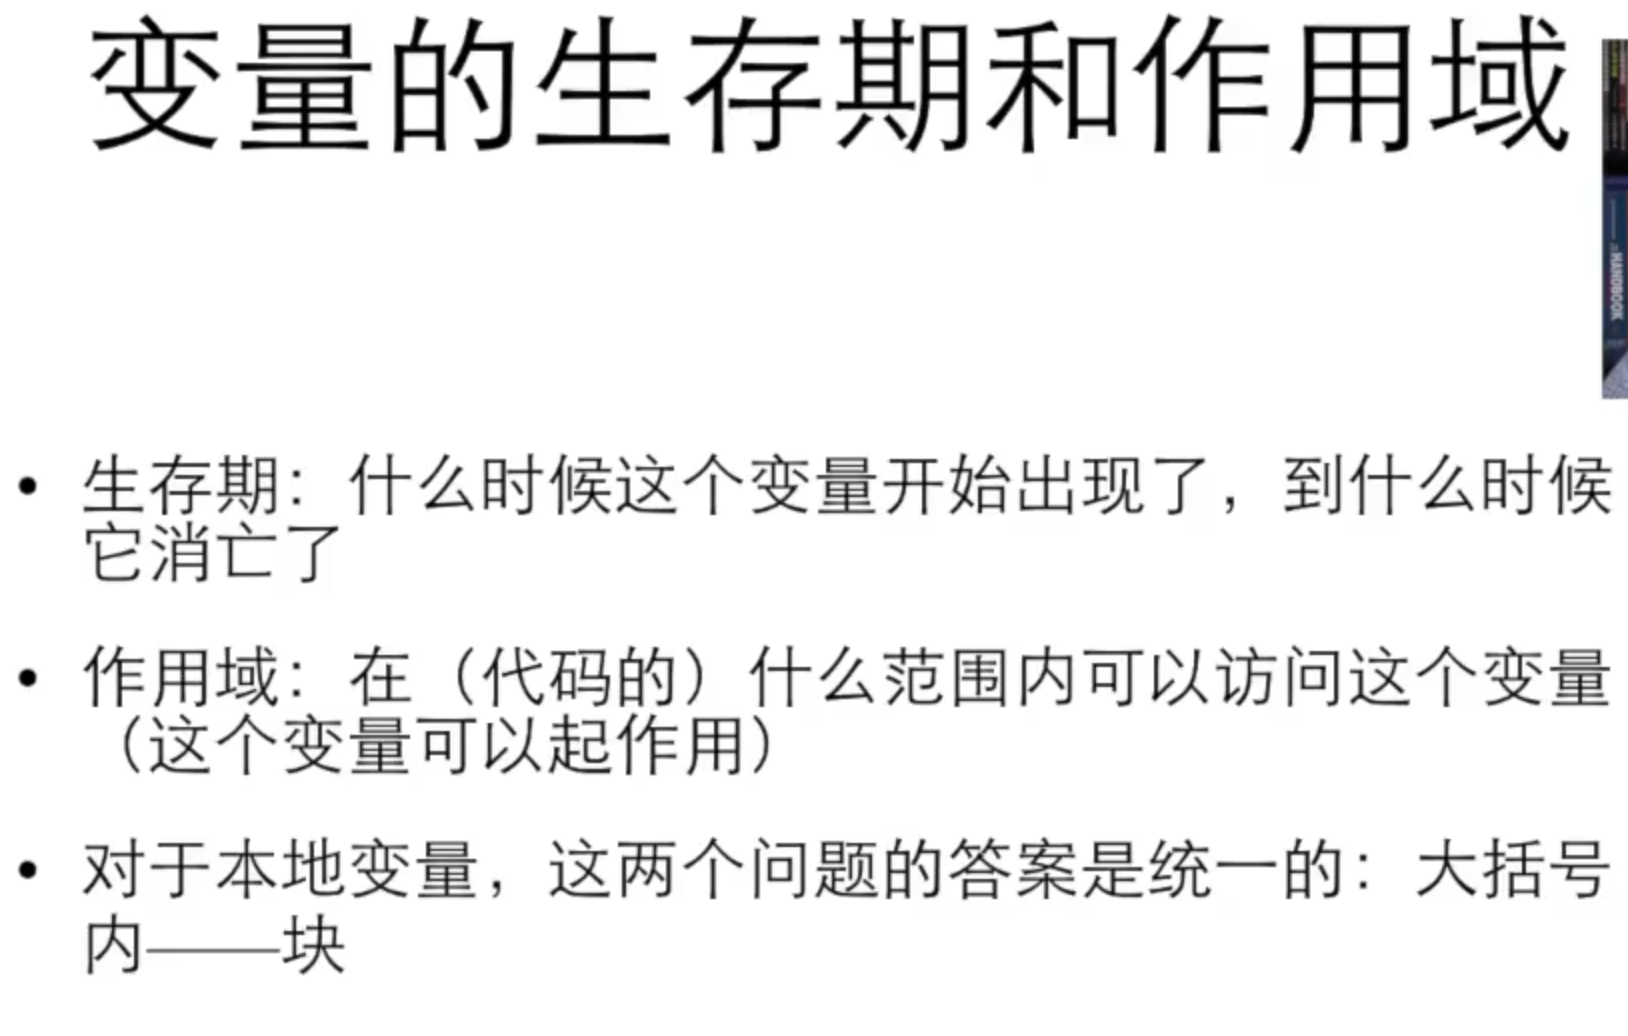 变量的生存期和作用域
HANDBOOK
• 生存期：什么时候这个变量开始出现了，到什么时候
它消亡了
• 作用域：在（代码的）什么范围内可以访问这个变量
（这个变量可以起作用）
• 对于本地变量，这两个问题的答案是统一的：大括号
内——块